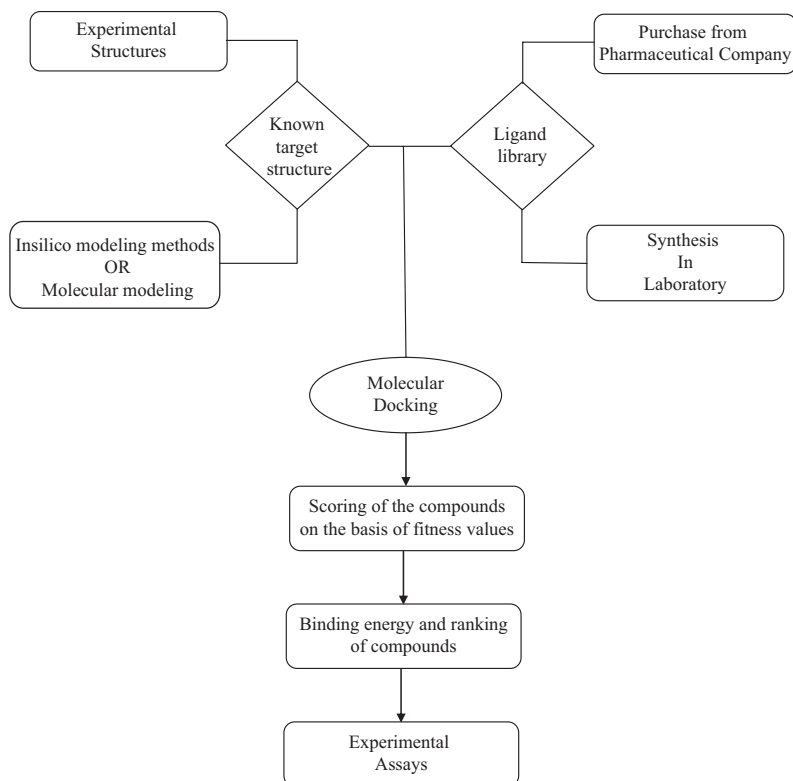 Experimental
Structures
Purchase from
Pharmaceutical Company
Known
target
structure
Ligand
library
Insilico modeling methods
OR
Molecular modeling
Synthesis
In
Laboratory
Molecular
Docking
Scoring of the compounds
on the basis of fitness values
Binding energy and ranking
of compounds
Experimental
Assays